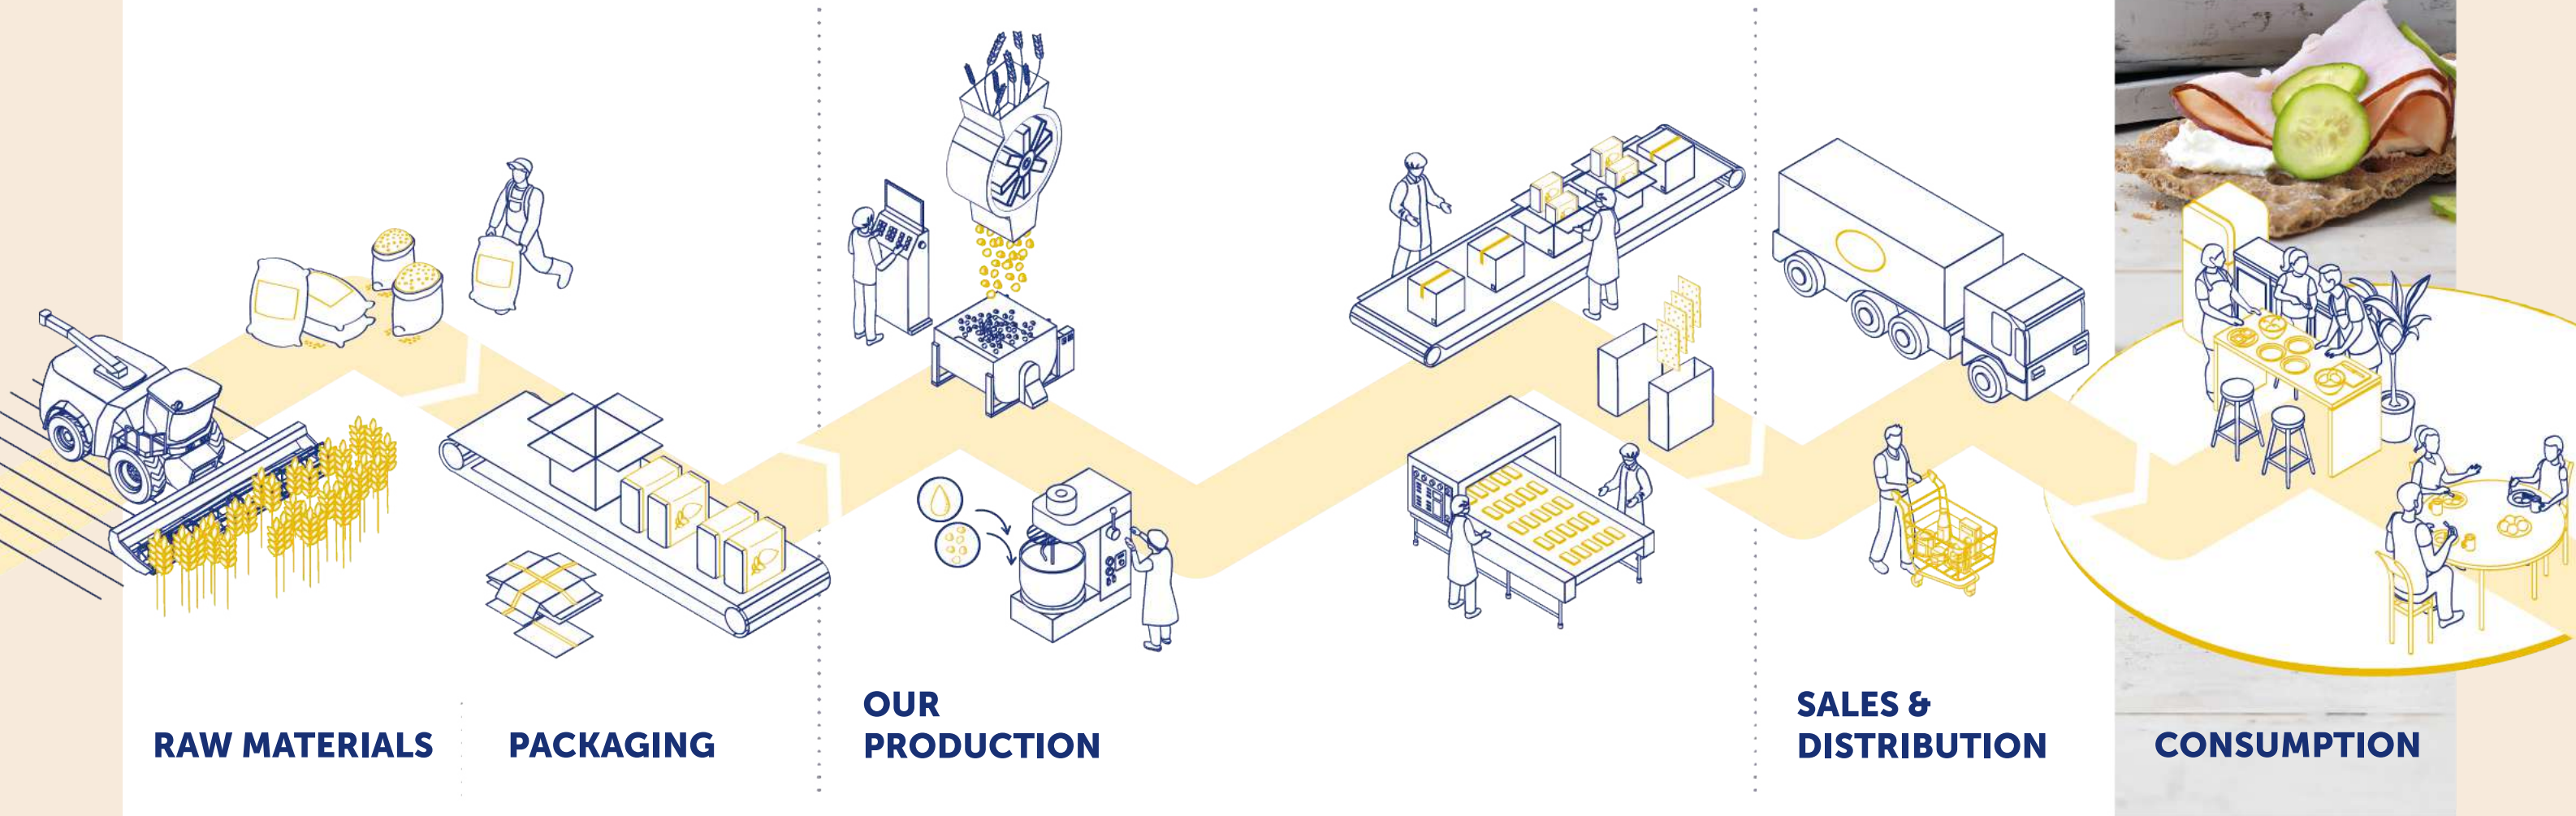 RAW MATERIALS
PACKAGING
OUR
PRODUCTION
SALES &
DISTRIBUTION
CONSUMPTION